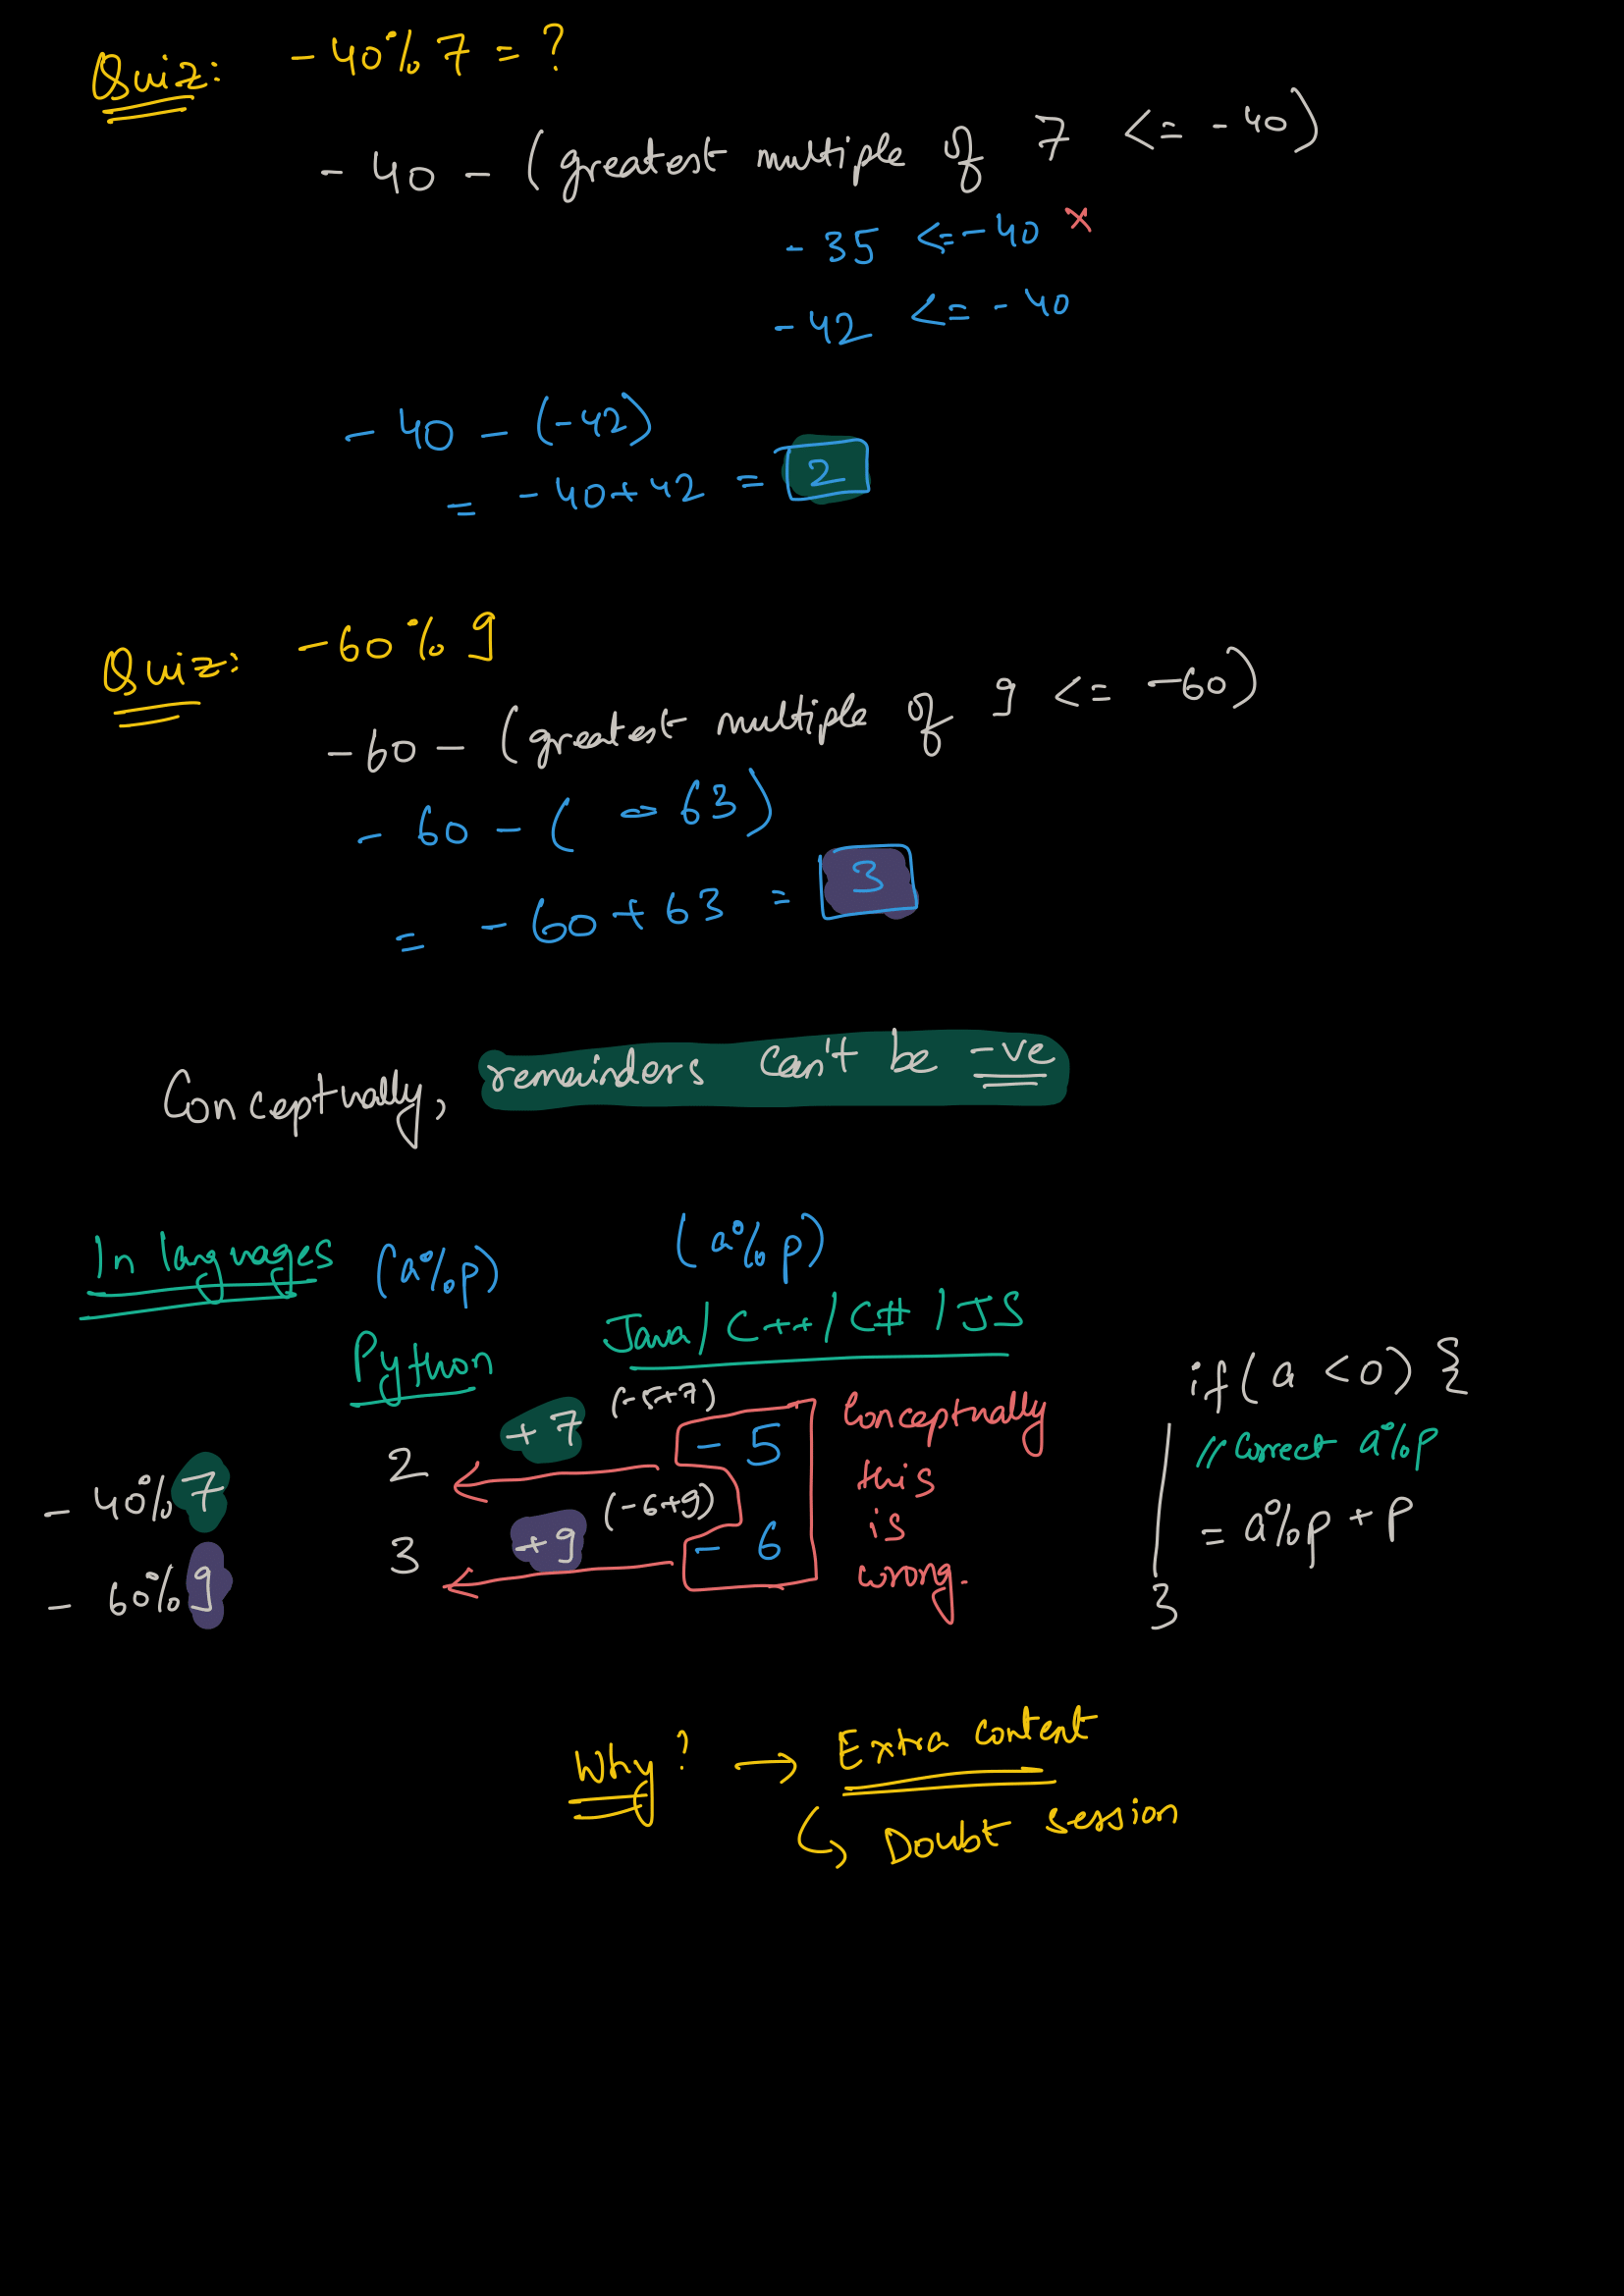 Quiz: -40%7 = ?
-40 - (greatest multiple of 7 <= -40)
-35 <= -40 x
-42 <= -40
-40 - (-42)
= -40+42 = 2
Quiz: -60%9
-60 - (greatest multiple of 9 <= -60)
-60 - ( -63)
= -60+63 = 3
Conceptually, remainders can't be -ve
In languages (a%p) (a%p)
Python Java/C++/C#/JS
-40%7 2 +7 (-5+7) -5
-60%9 3 +9 (-6+9) -6
Conceptually
this
is
wrong.
if(a <0) {
// Correct a%p
= a%p + p
}
Why? → Extra content
↳ Doubt session